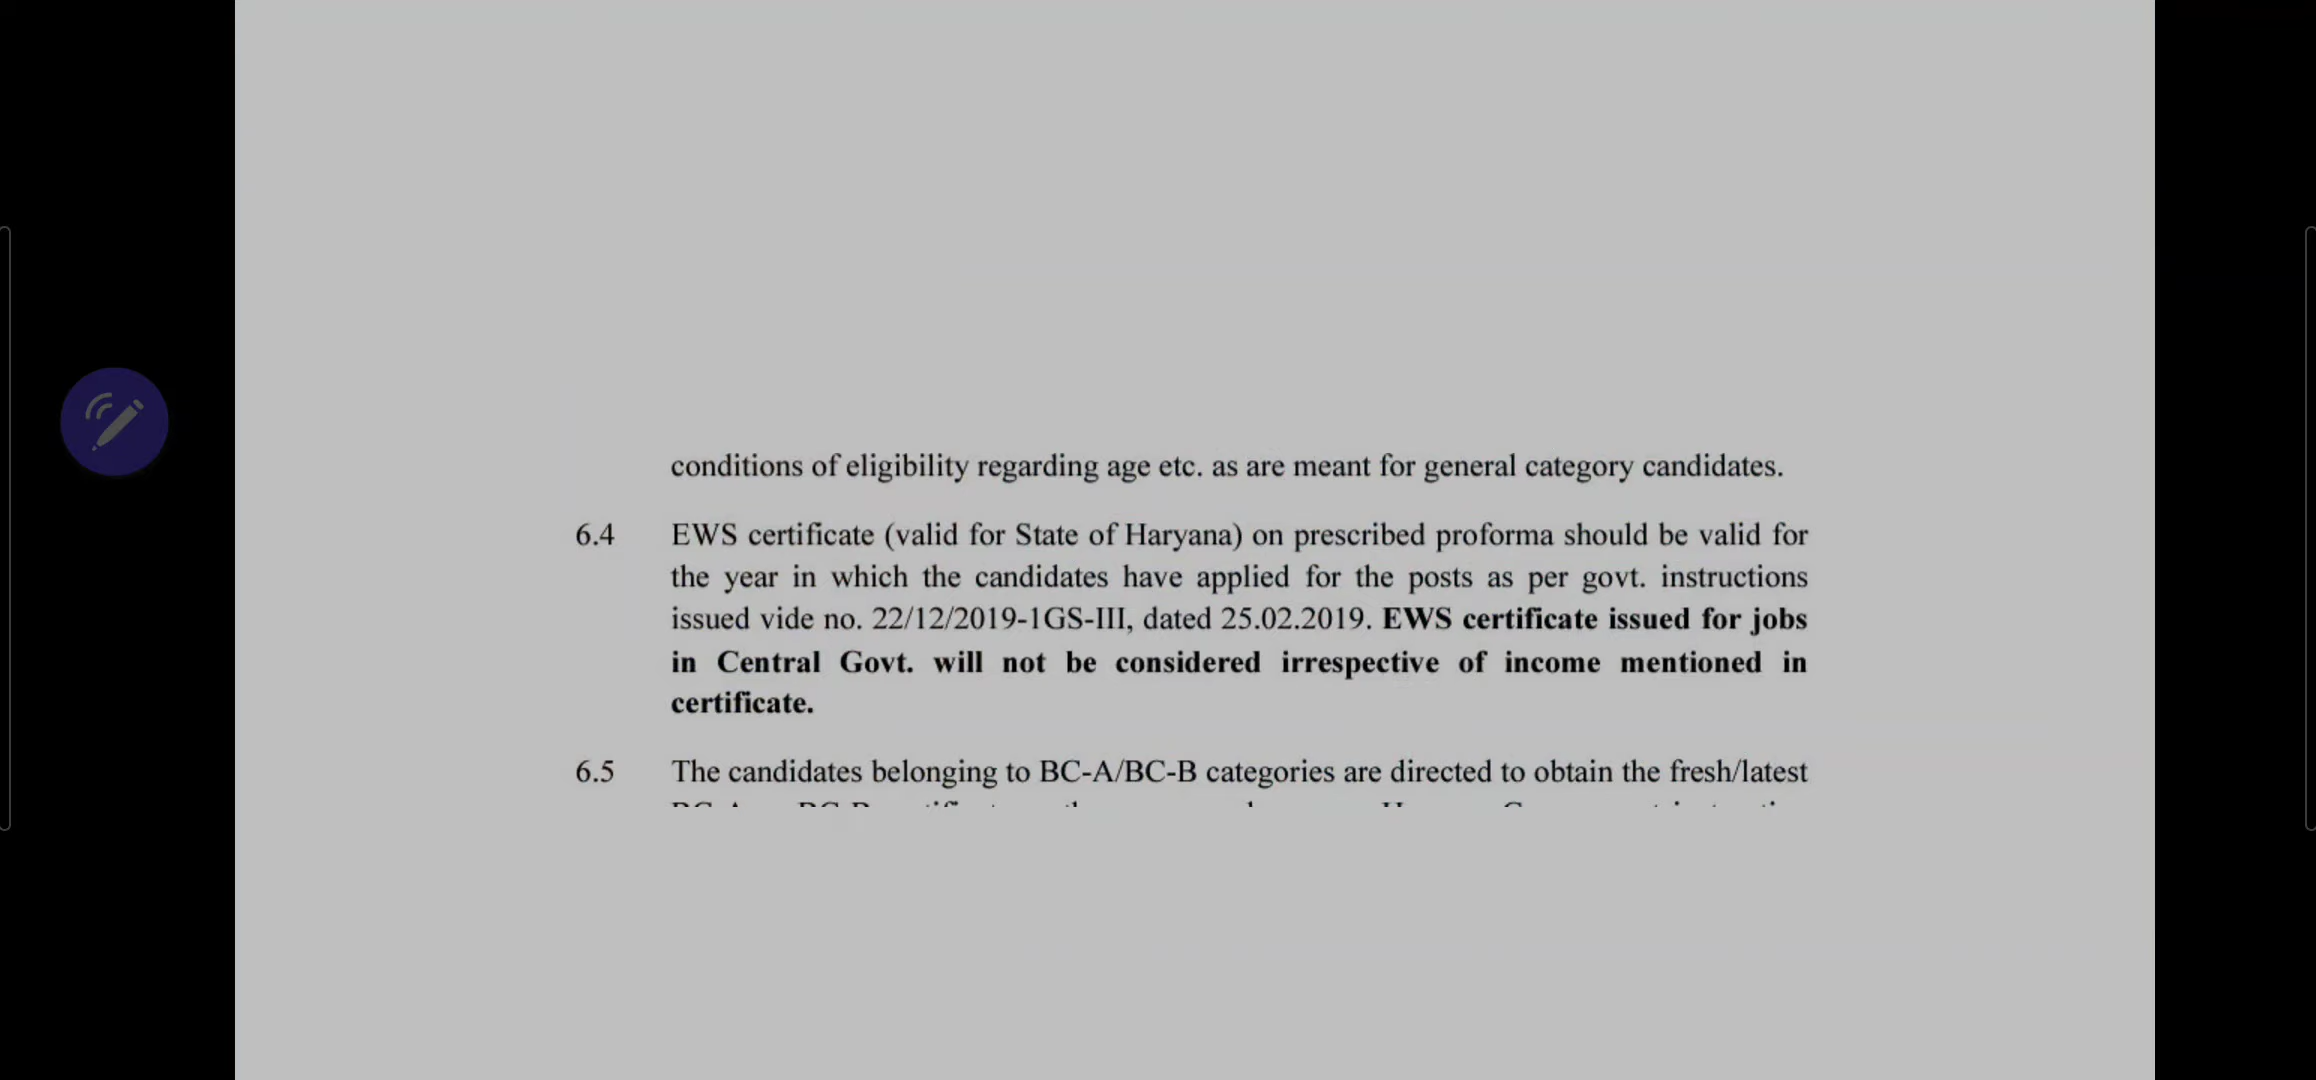 conditions of eligibility regarding age etc. as are meant for general category candidates.
6.4 EWS certificate (valid for State of Haryana) on prescribed proforma should be valid for
the year in which the candidates have applied for the posts as per govt. instructions
issued vide no. 22/12/2019-1GS-III, dated 25.02.2019. EWS certificate issued for jobs
in Central Govt. will not be considered irrespective of income mentioned in
certificate.
6.5 The candidates belonging to BC-A/BC-B categories are directed to obtain the fresh/latest